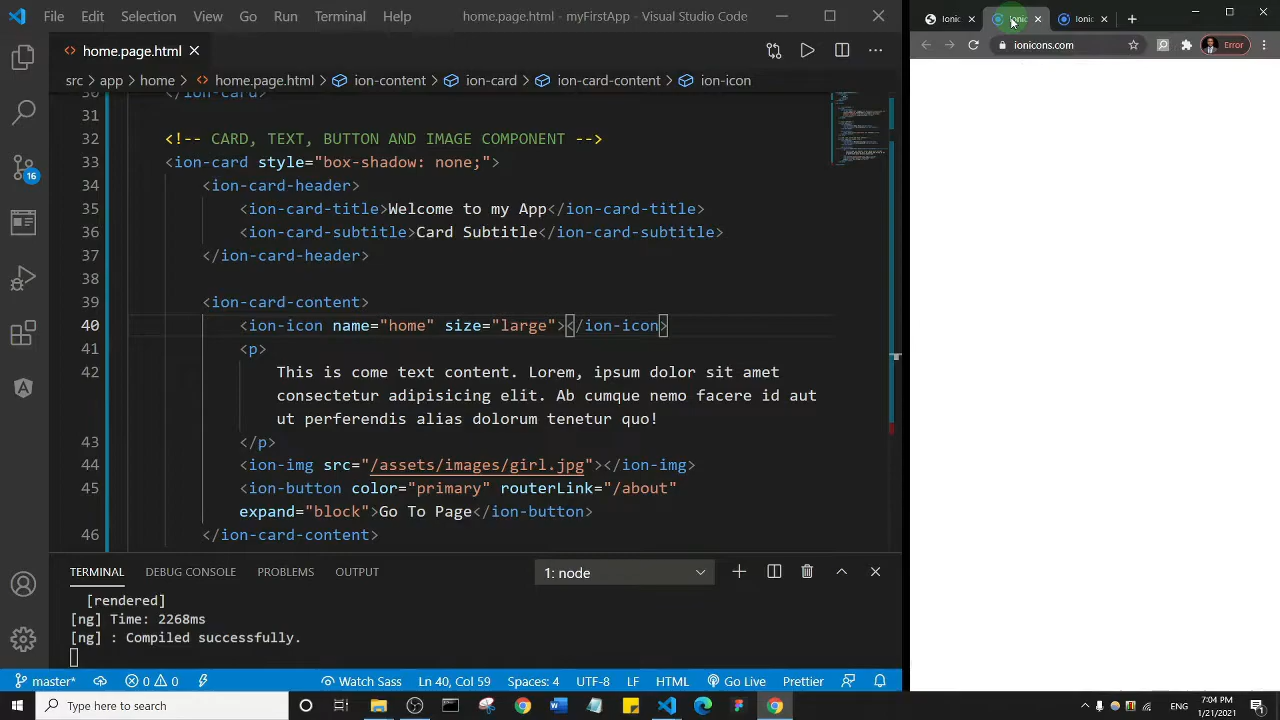 File Edit Selection View Go Run Terminal Help home.page.html - myFirstApp - Visual Studio Code
Ionic Ionic Ionic
home.page.html
ionicons.com Error
src > app > home > home.page.html > ion-content > ion-card > ion-card-content > ion-icon
30 </ion-card>
31
32 <!-- CARD, TEXT, BUTTON AND IMAGE COMPONENT -->
33 <ion-card style="box-shadow: none;">
34 <ion-card-header>
35 <ion-card-title>Welcome to my App</ion-card-title>
36 <ion-card-subtitle>Card Subtitle</ion-card-subtitle>
37 </ion-card-header>
38
39 <ion-card-content>
40 <ion-icon name="home" size="large"></ion-icon>
41 <p>
42 This is come text content. Lorem, ipsum dolor sit amet
consectetur adipisicing elit. Ab cumque nemo facere id aut
ut perferendis alias dolorum tenetur quo!
43 </p>
44 <ion-img src="/assets/images/girl.jpg"></ion-img>
45 <ion-button color="primary" routerLink="/about"
expand="block">Go To Page</ion-button>
46 </ion-card-content>
16
TERMINAL DEBUG CONSOLE PROBLEMS OUTPUT 1: node
[rendered]
[ng] Time: 2268ms
[ng] : Compiled successfully.
master* 0 0 Watch Sass Ln 40, Col 59 Spaces: 4 UTF-8 LF HTML Go Live Prettier
Type here to search
ENG 7:04 PM
1/21/2021
1